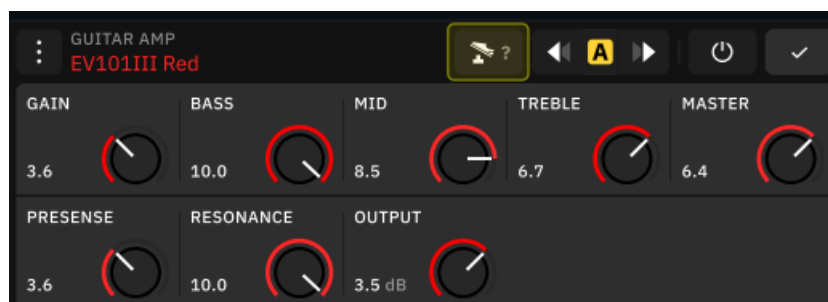 GUITAR AMP
EV101III Red
?
A
GAIN BASS MID TREBLE MASTER
3.6 10.0 8.5 6.7 6.4
PRESENSE RESONANCE OUTPUT
3.6 10.0 3.5 dB